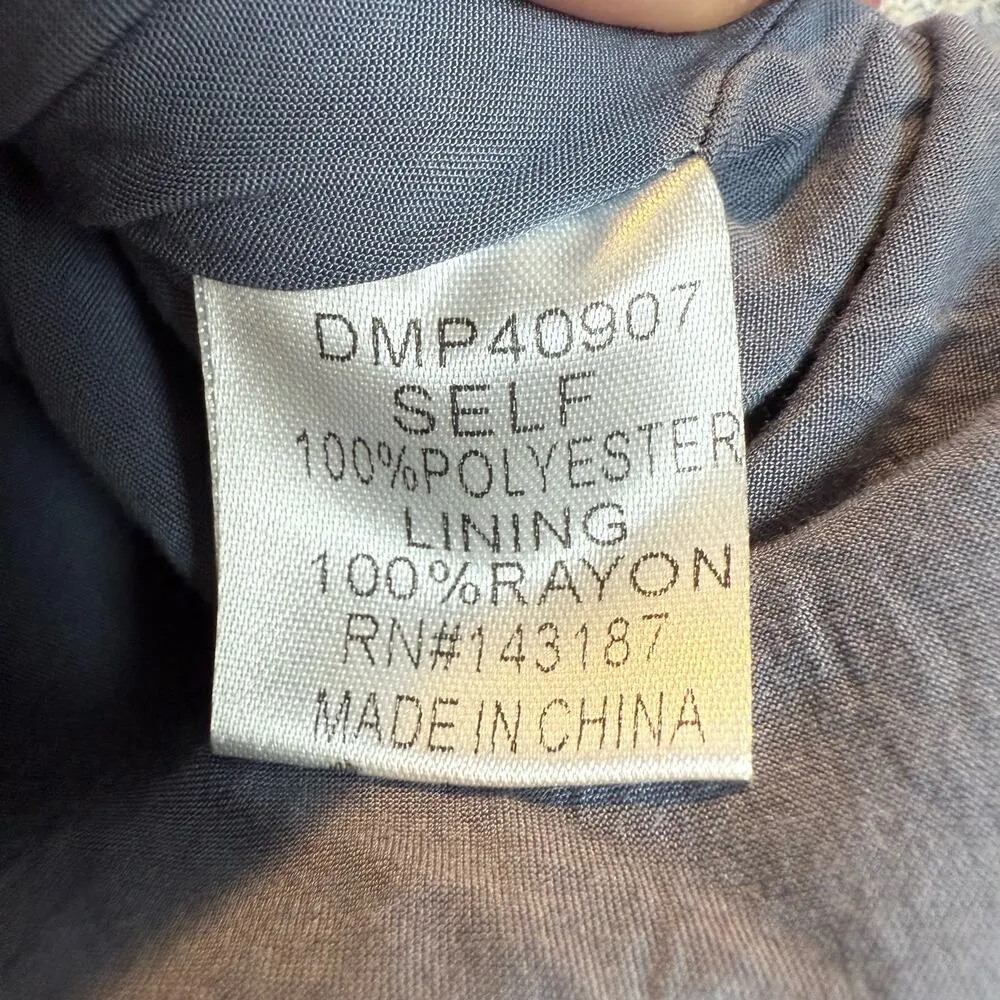 DMP40907
SELF
100%POLYESTER
LINING
100%RAYON
RN#143187
MADE IN CHINA